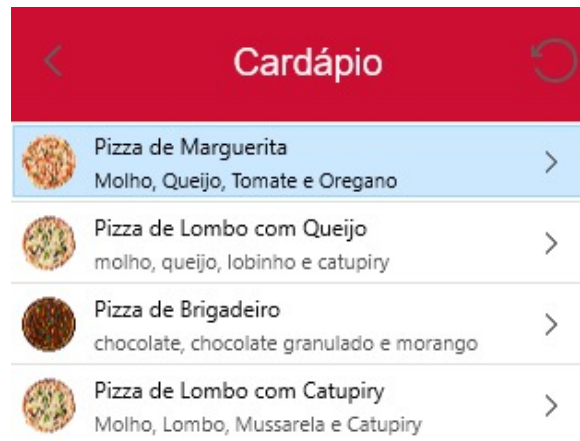 Cardápio
Pizza de Marguerita
Molho, Queijo, Tomate e Oregano
Pizza de Lombo com Queijo
molho, queijo, lobinho e catupiry
Pizza de Brigadeiro
chocolate, chocolate granulado e morango
Pizza de Lombo com Catupiry
Molho, Lombo, Mussarela e Catupiry